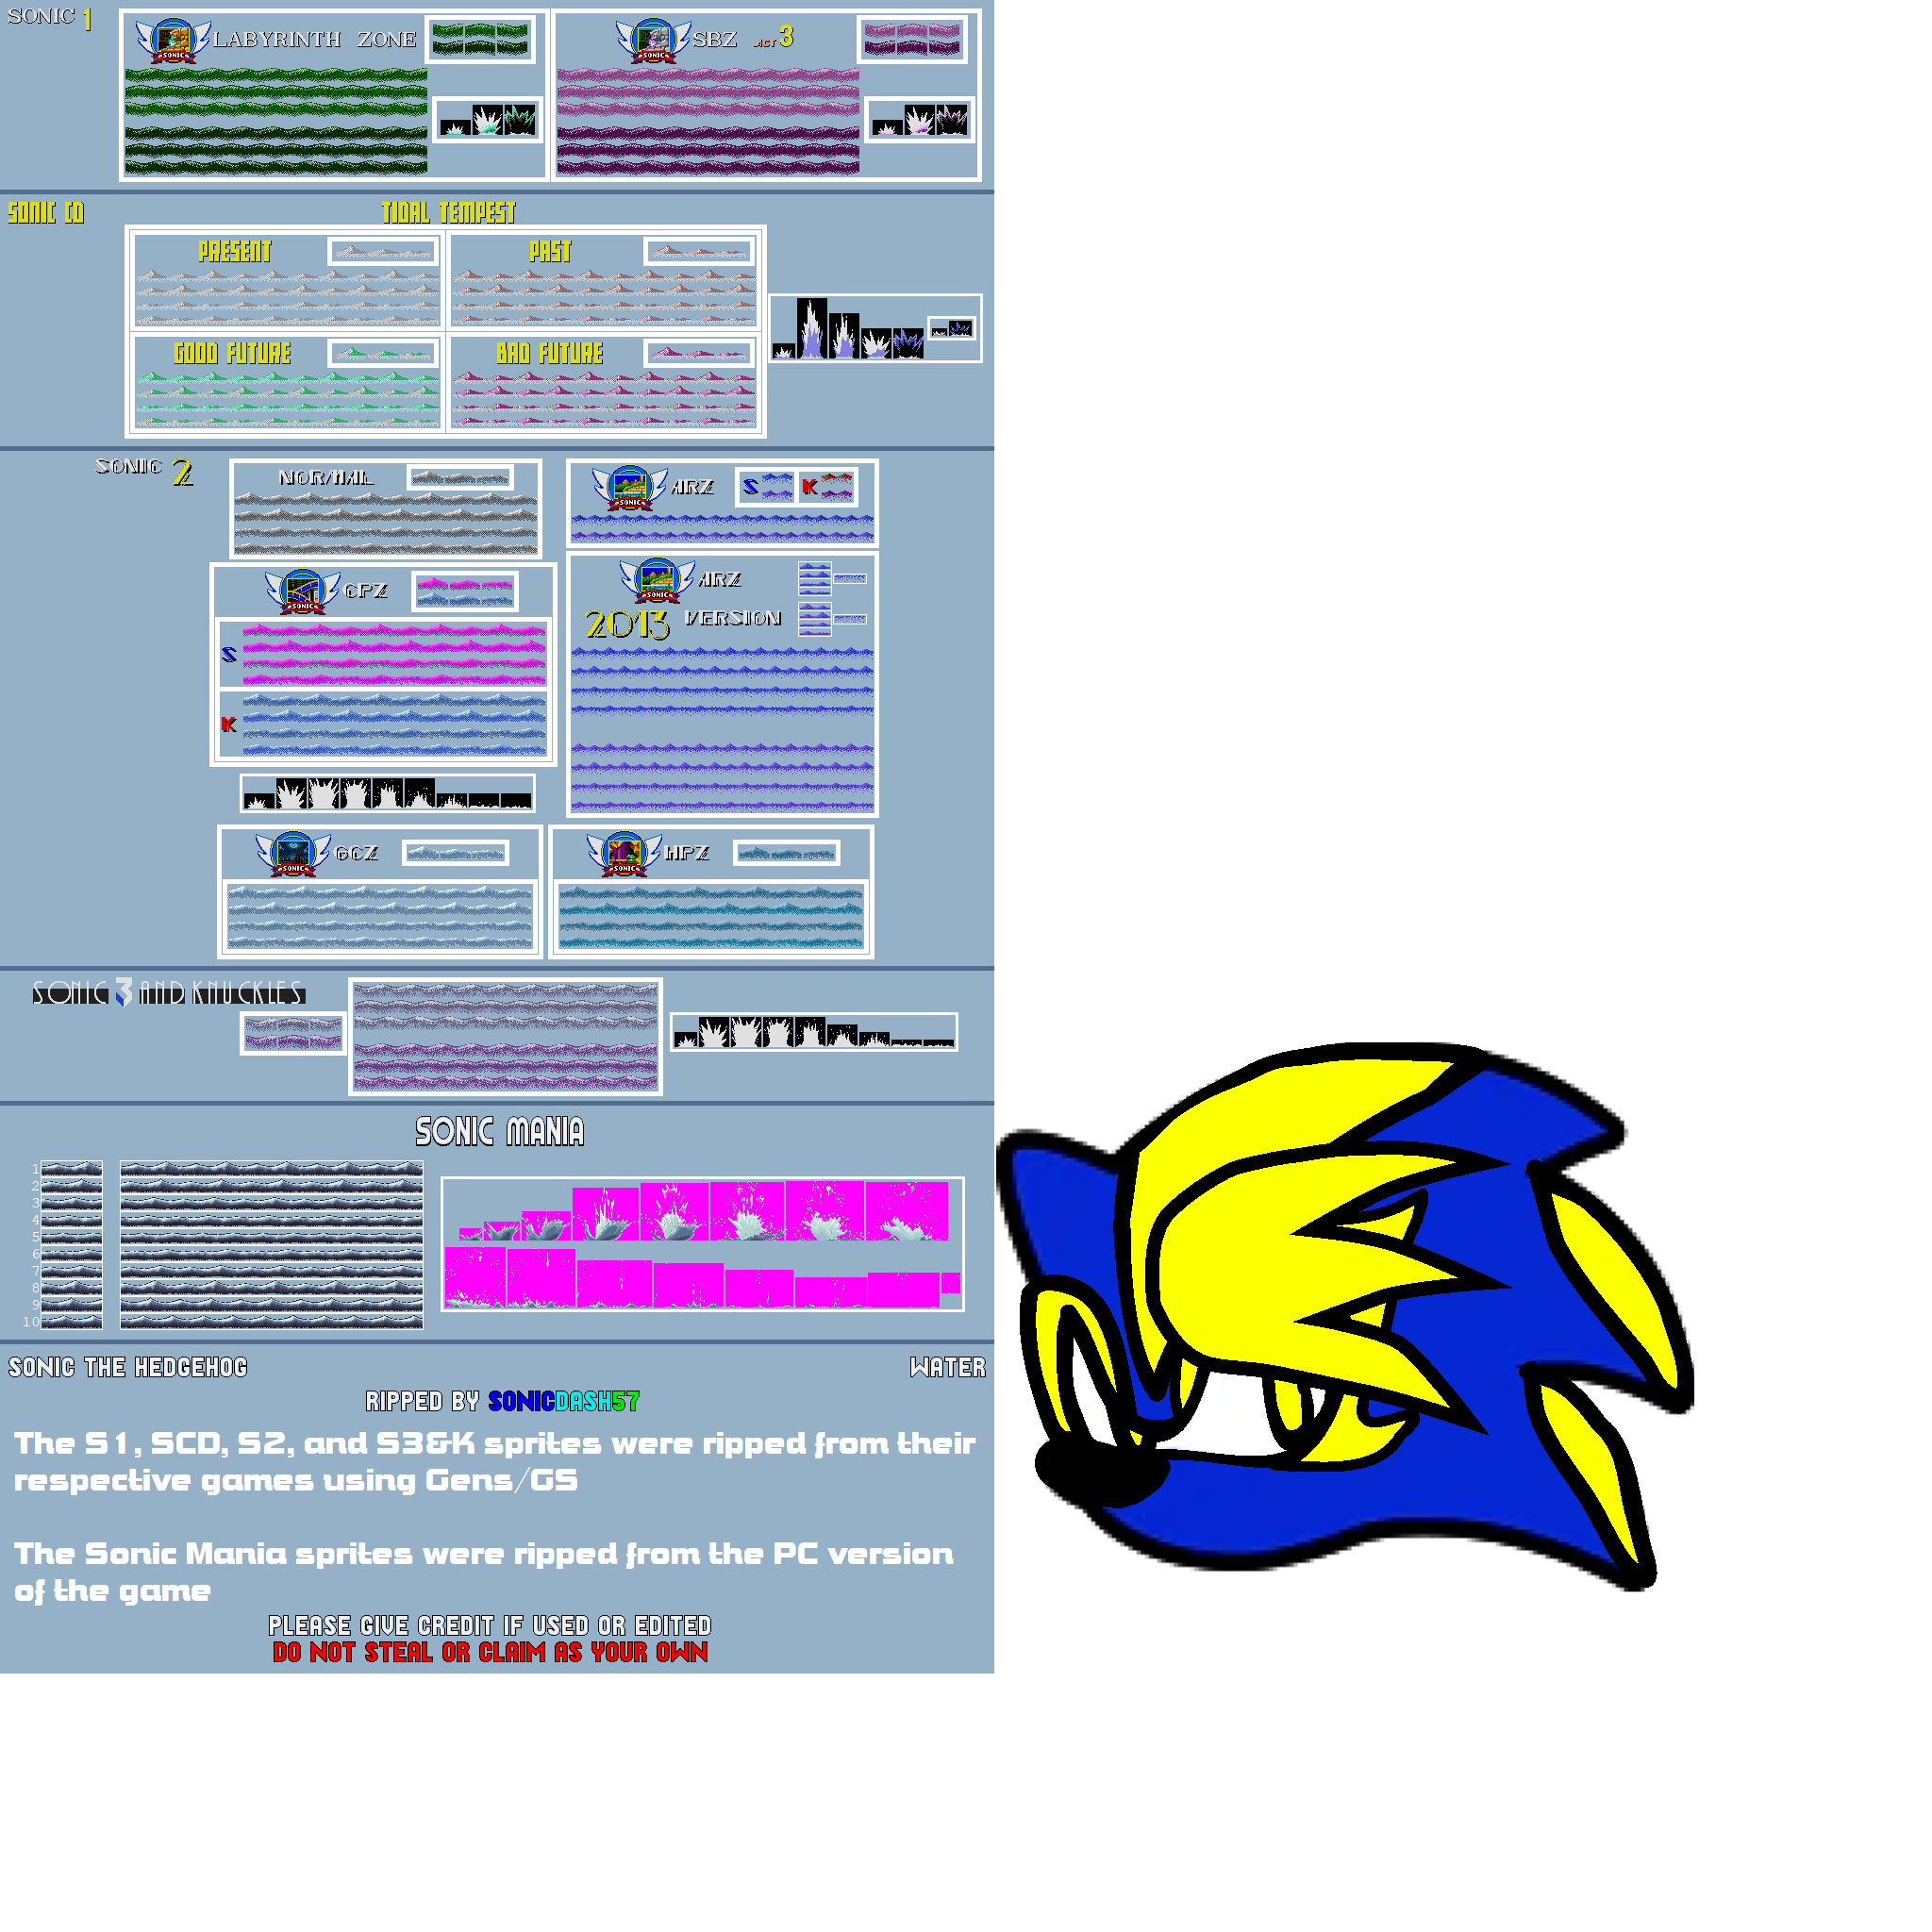 SONIC 1
LABYRINTH ZONE
SONIC
SBZ ACT 3
SONIC
SONIC CD
TIDAL TEMPEST
PRESENT
PAST
GOOD FUTURE
BAD FUTURE
SONIC 2
NORMAL
ARZ
SONIC
S
K
CPZ
SONIC
S
K
ARZ
SONIC
2013 VERSION
GCZ
SONIC
HPZ
SONIC
SONIC 3 AND KNUCKLES
SONIC MANIA
1
2
3
4
5
6
7
8
9
10
SONIC THE HEDGEHOG
WATER
RIPPED BY SONICDASH57
The S1, SCD, S2, and S3&K sprites were ripped from their
respective games using Gens/GS
The Sonic Mania sprites were ripped from the PC version
of the game
PLEASE GIVE CREDIT IF USED OR EDITED
DO NOT STEAL OR CLAIM AS YOUR OWN